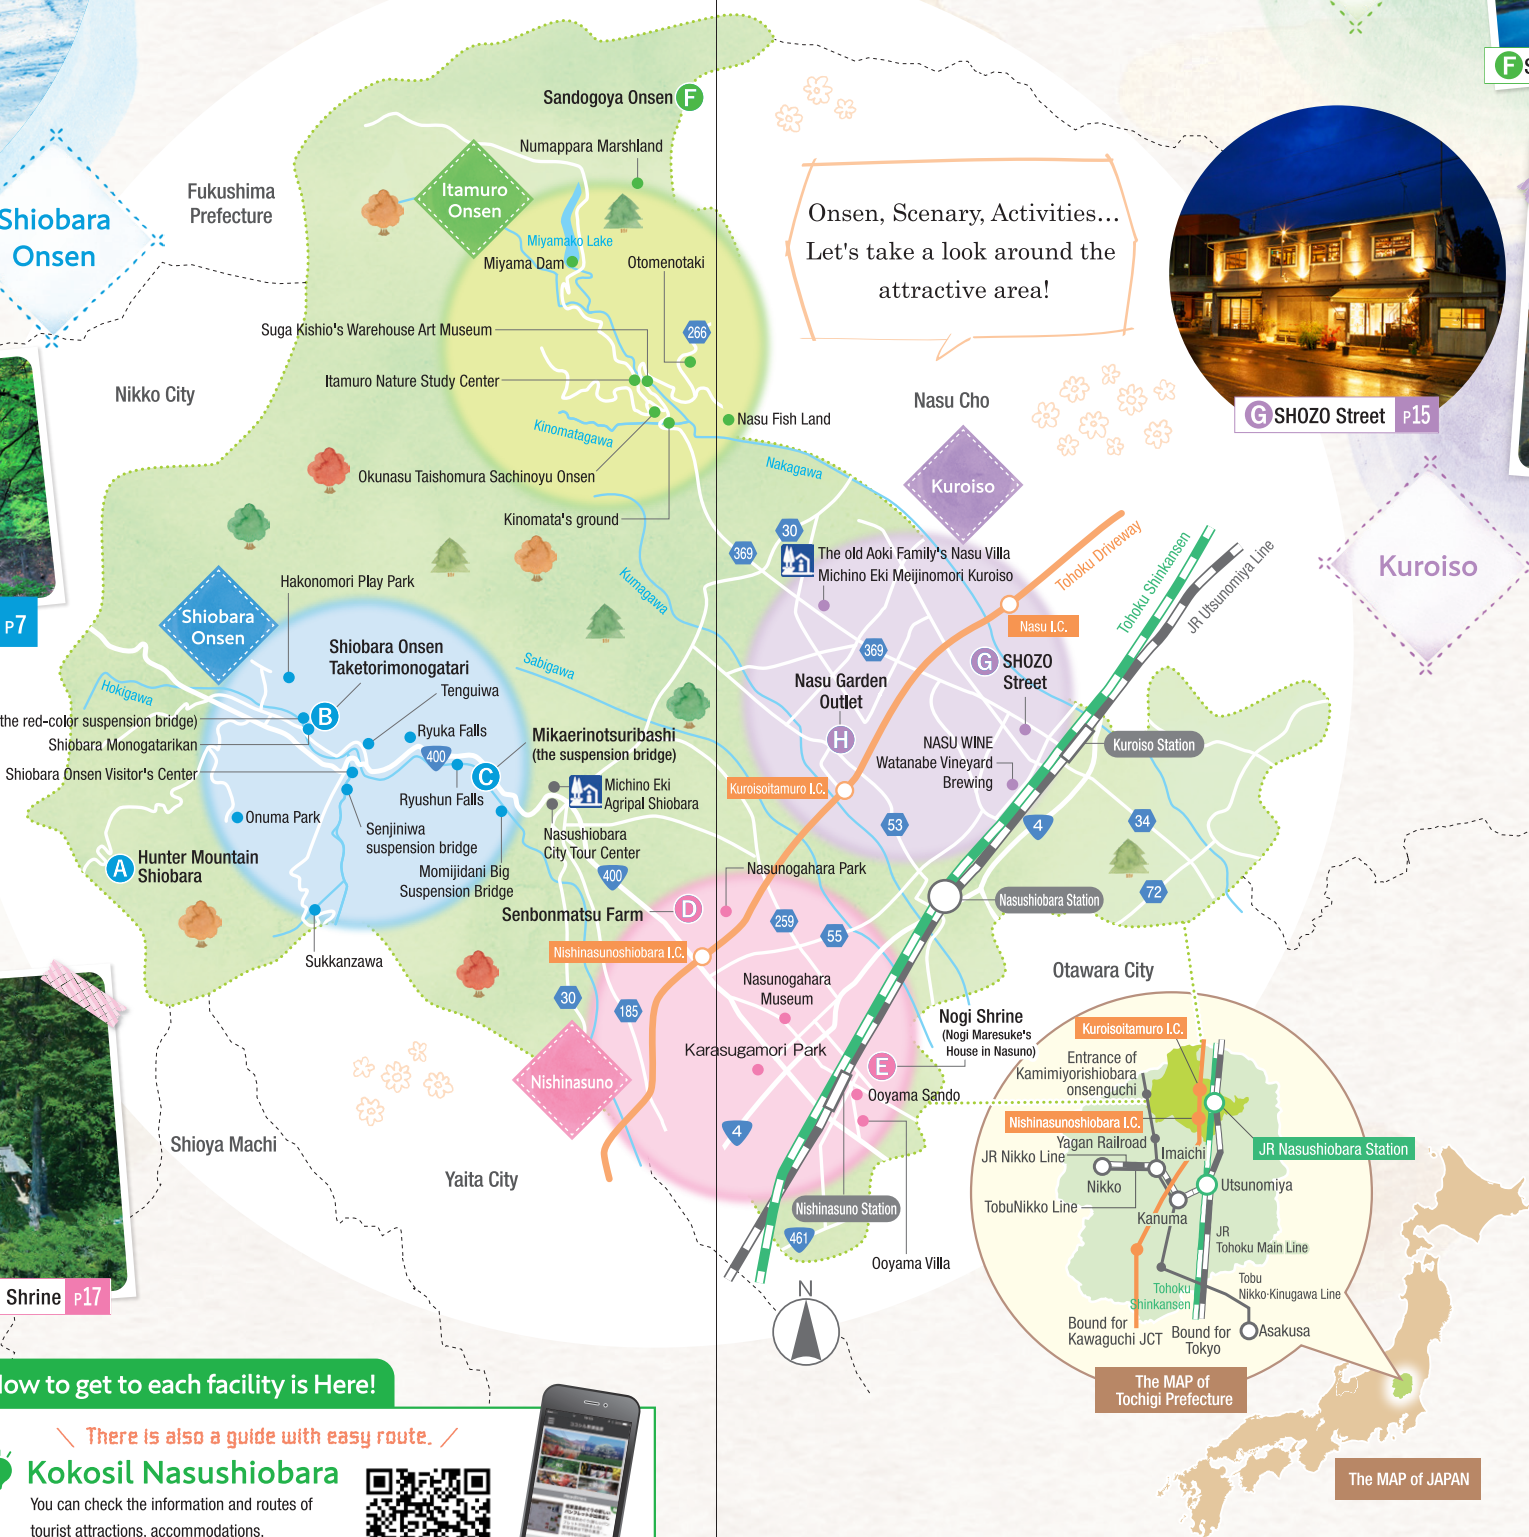 Sandogoya Onsen F
Numappara Marshland
Itamuro
Onsen
Fukushima
Prefecture
Shiobara
Onsen
Miyamako Lake
Miyama Dam
Otomenotaki
Onsen, Scenary, Activities…
Let's take a look around the
attractive area!
F
G SHOZO Street P15
Suga Kishio's Warehouse Art Museum
266
Itamuro Nature Study Center
Nikko City
Nasu Cho
Nasu Fish Land
Kinomatagawa
Nakagawa
Okunasu Taishomura Sachinoyu Onsen
Kinomata's ground
Kuroiso
Kuroiso
30
369
The old Aoki Family's Nasu Villa
Michino Eki Meijinomori Kuroiso
Tohoku Driveway
Tohoku Shinkansen
JR Utsunomiya Line
Nasu I.C.
P7
Hakonomori Play Park
Shiobara
Onsen
Kumagawa
Sabigawa
Shiobara Onsen
Taketorimonogatari
Tenguiwa
Hokigawa
B
the red-color suspension bridge)
Shiobara Monogatarikan
Shiobara Onsen Visitor's Center
Ryuka Falls
400
Ryushun Falls
C
Mikaerinotsuribashi
(the suspension bridge)
Michino Eki
Agripal Shiobara
Nasushiobara
City Tour Center
400
Onuma Park
Senjiniwa
suspension bridge
Momijidani Big
Suspension Bridge
A Hunter Mountain
Shiobara
Sukkanzawa
369
G SHOZO
Street
Nasu Garden
Outlet
H
NASU WINE
Watanabe Vineyard
Brewing
Kuroiso Station
Kuroisoitamuro I.C.
53
4
34
72
Nasunogahara Park
Senbonmatsu Farm D
Nishinasunoshiobara I.C.
259
55
Nasushiobara Station
Otawara City
30
185
Nasunogahara
Museum
Karasugamori Park
Nogi Shrine
(Nogi Maresuke's
House in Nasuno)
E
Ooyama Sando
Nishinasuno
4
Shioya Machi
Yaita City
Nishinasuno Station
461
Ooyama Villa
N
Kuroisoitamuro I.C.
Entrance of
Kamimiyorishiobara
onsenguchi
Nishinasunoshiobara I.C.
Yagan Railroad
JR Nikko Line
Imaichi
JR Nasushiobara Station
Nikko
Utsunomiya
TobuNikko Line
Kanuma
JR
Tohoku Main Line
Tohoku
Shinkansen
Tobu
Nikko·Kinugawa Line
Bound for
Kawaguchi JCT
Bound for
Tokyo
Asakusa
The MAP of
Tochigi Prefecture
The MAP of JAPAN
Shrine P17
How to get to each facility is Here!
There is also a guide with easy route.
Kokosil Nasushiobara
You can check the information and routes of
tourist attractions, accommodations,